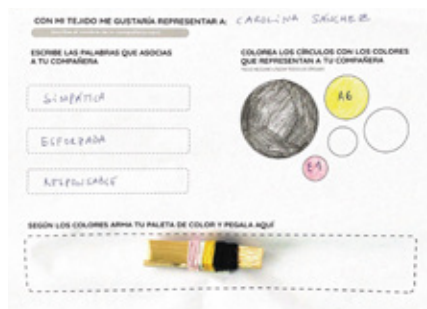 CON MI TEJIDO ME GUSTARÍA REPRESENTAR A: CAROLINA SÁNCHEZ
ESCRIBE LAS PALABRAS QUE ASOCIAS
A TU COMPAÑERA
SIMPÁTICA
ESFORZADA
RESPONSABLE
COLOREA LOS CÍRCULOS CON LOS COLORES
QUE REPRESENTAN A TU COMPAÑERA
A6
E1
SEGÚN LOS COLORES ARMA TU PALETA DE COLOR Y PEGALA AQUÍ